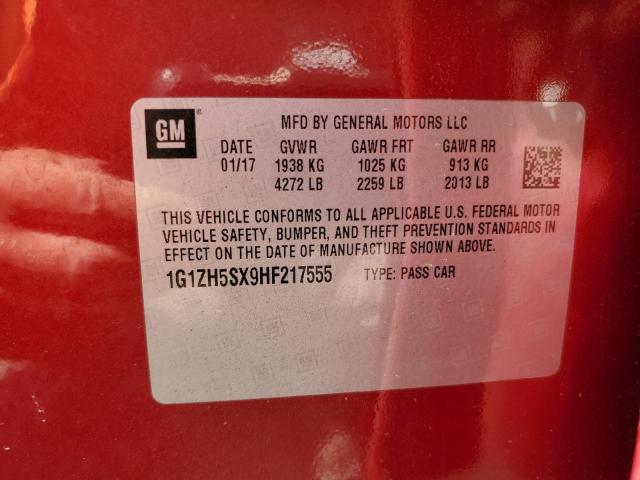 GM ®
MFD BY GENERAL MOTORS LLC
DATE GVWR GAWR FRT GAWR RR
01/17 1938 KG 1025 KG 913 KG
4272 LB 2259 LB 2013 LB
THIS VEHICLE CONFORMS TO ALL APPLICABLE U.S. FEDERAL MOTOR
VEHICLE SAFETY, BUMPER, AND THEFT PREVENTION STANDARDS IN
EFFECT ON THE DATE OF MANUFACTURE SHOWN ABOVE.
1G1ZH5SX9HF217555 TYPE: PASS CAR